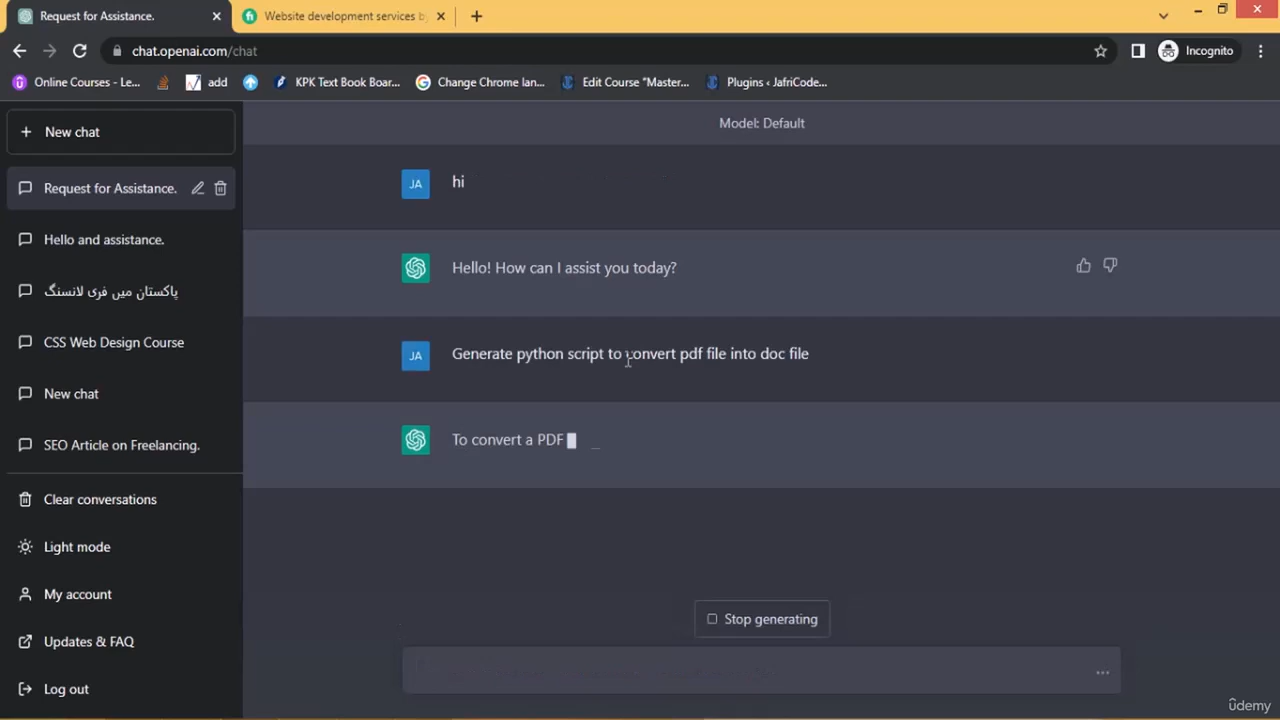 Request for Assistance.
Website development services by
chat.openai.com/chat
Incognito
Online Courses - Le...
add
KPK Text Book Boar...
Change Chrome lan...
Edit Course "Master...
Plugins ‹ JafriCode...
New chat
Model: Default
Request for Assistance.
JA
hi
Hello and assistance.
Hello! How can I assist you today?
پاکستان میں فری لانسنگ
CSS Web Design Course
JA
Generate python script to convert pdf file into doc file
New chat
SEO Article on Freelancing.
To convert a PDF
Clear conversations
Light mode
My account
Stop generating
Updates & FAQ
Log out
ûdemy